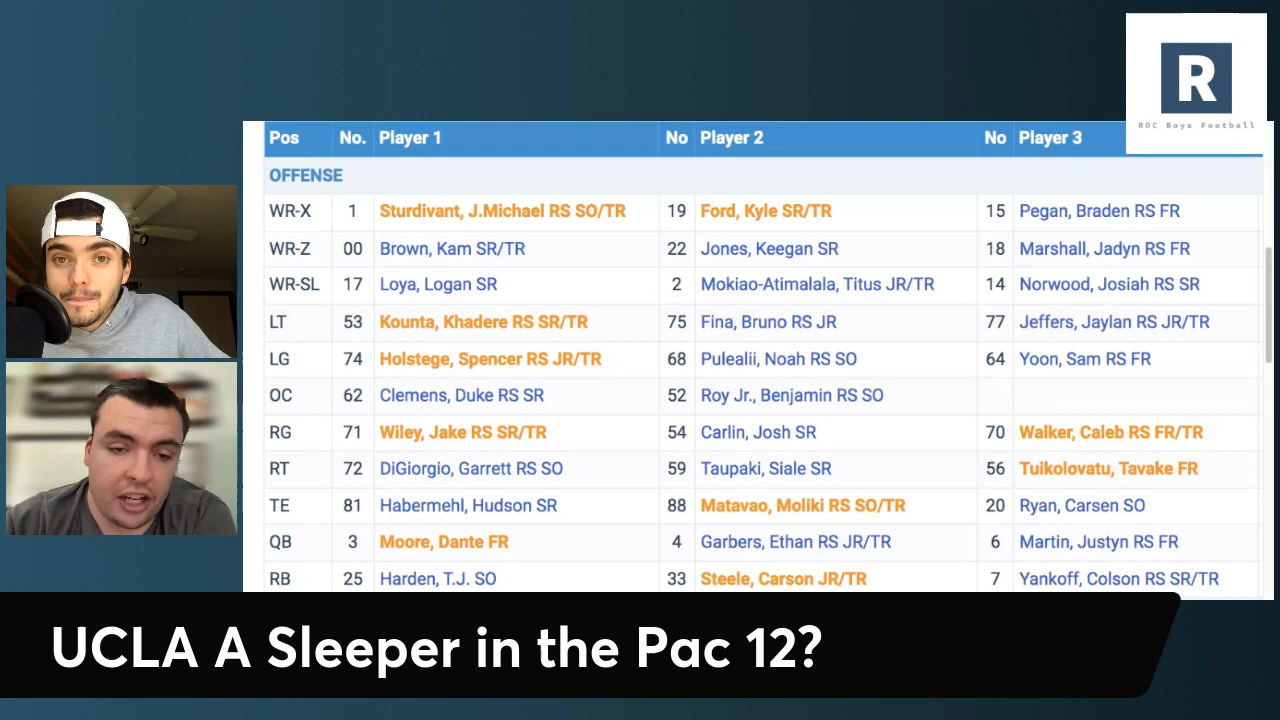 R
ROC Boys Football
Pos No. Player 1 No Player 2 No Player 3
OFFENSE
WR-X 1 Sturdivant, J.Michael RS SO/TR 19 Ford, Kyle SR/TR 15 Pegan, Braden RS FR
WR-Z 00 Brown, Kam SR/TR 22 Jones, Keegan SR 18 Marshall, Jadyn RS FR
WR-SL 17 Loya, Logan SR 2 Mokiao-Atimalala, Titus JR/TR 14 Norwood, Josiah RS SR
LT 53 Kounta, Khadere RS SR/TR 75 Fina, Bruno RS JR 77 Jeffers, Jaylan RS JR/TR
LG 74 Holstege, Spencer RS JR/TR 68 Pulealii, Noah RS SO 64 Yoon, Sam RS FR
OC 62 Clemens, Duke RS SR 52 Roy Jr., Benjamin RS SO
RG 71 Wiley, Jake RS SR/TR 54 Carlin, Josh SR 70 Walker, Caleb RS FR/TR
RT 72 DiGiorgio, Garrett RS SO 59 Taupaki, Siale SR 56 Tuikolovatu, Tavake FR
TE 81 Habermehl, Hudson SR 88 Matavao, Moliki RS SO/TR 20 Ryan, Carsen SO
QB 3 Moore, Dante FR 4 Garbers, Ethan RS JR/TR 6 Martin, Justyn RS FR
RB 25 Harden, T.J. SO 33 Steele, Carson JR/TR 7 Yankoff, Colson RS SR/TR
UCLA A Sleeper in the Pac 12?